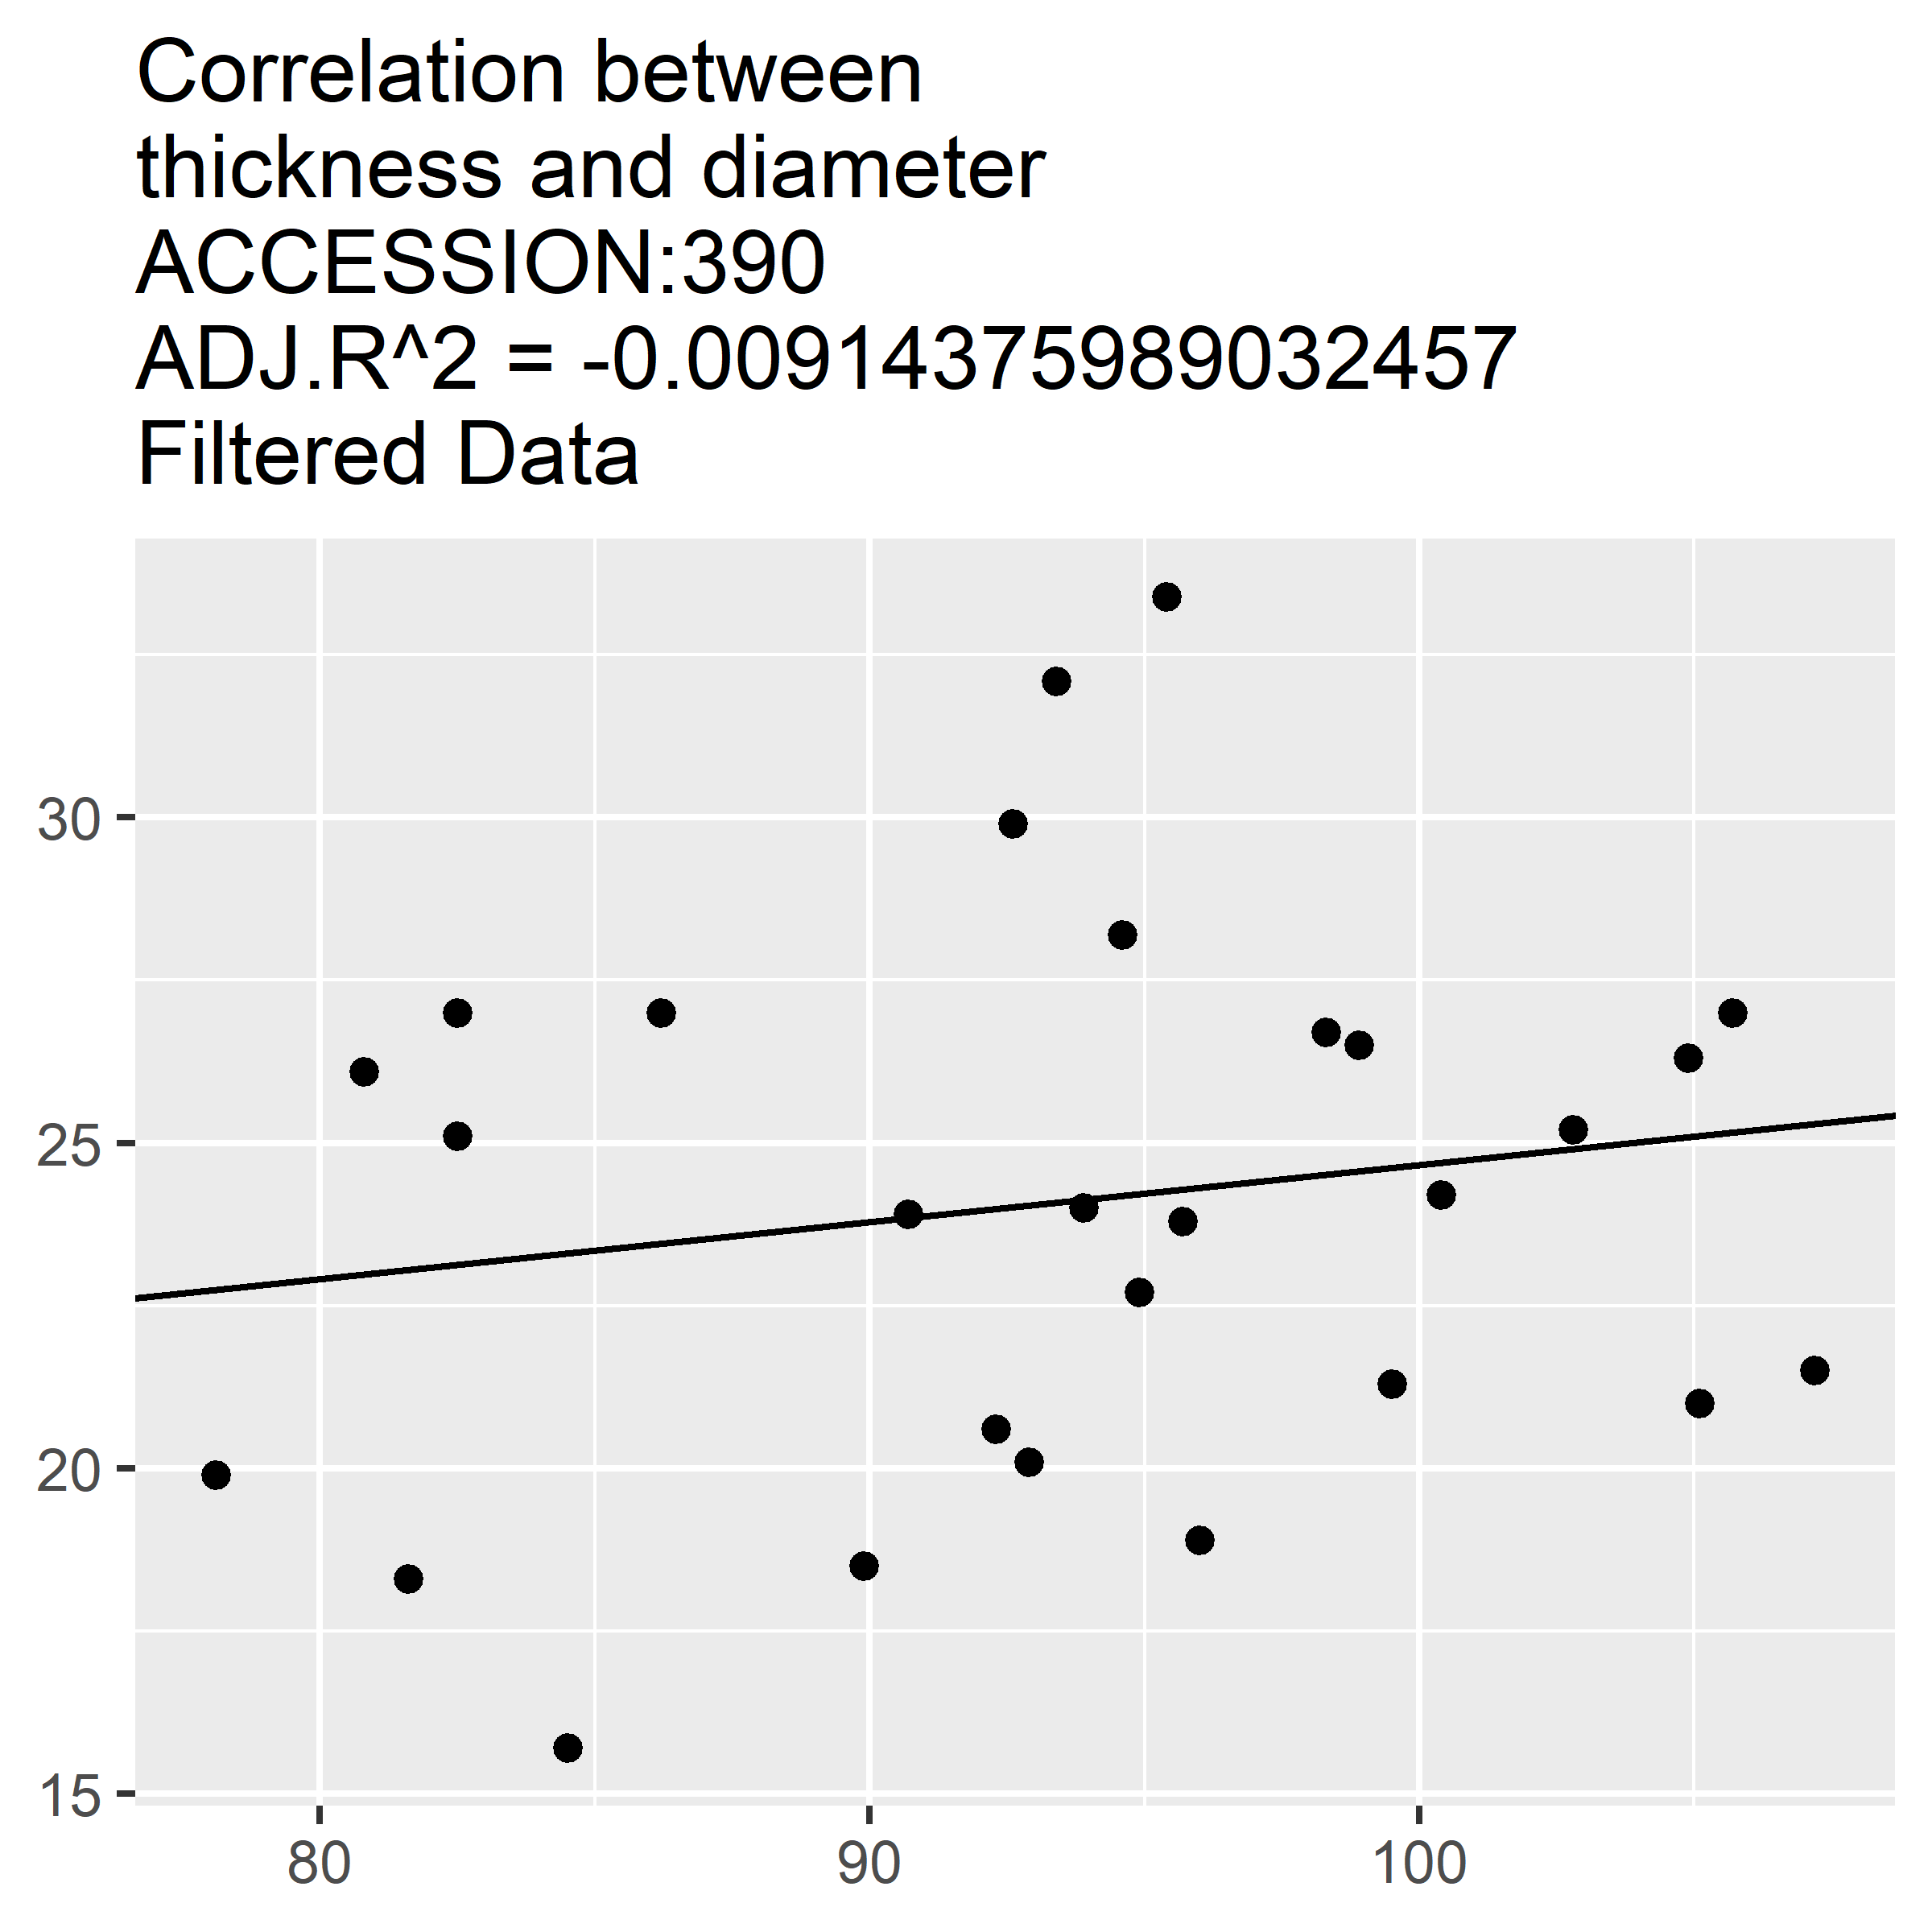 Correlation between
thickness and diameter
ACCESSION:390
ADJ.R^2 = -0.00914375989032457
Filtered Data
30
25
20
15
80 90 100